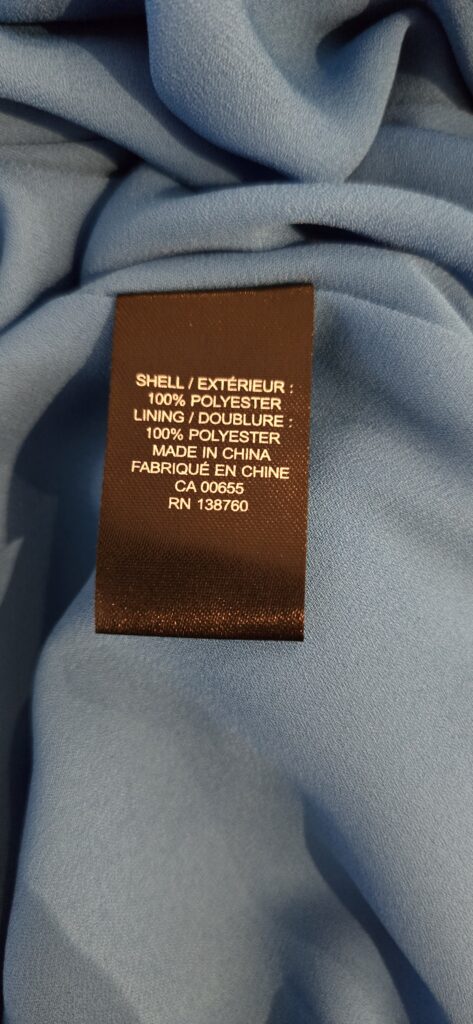 SHELL / EXTÉRIEUR :
100% POLYESTER
LINING / DOUBLURE :
100% POLYESTER
MADE IN CHINA
FABRIQUÉ EN CHINE
CA 00655
RN 138760